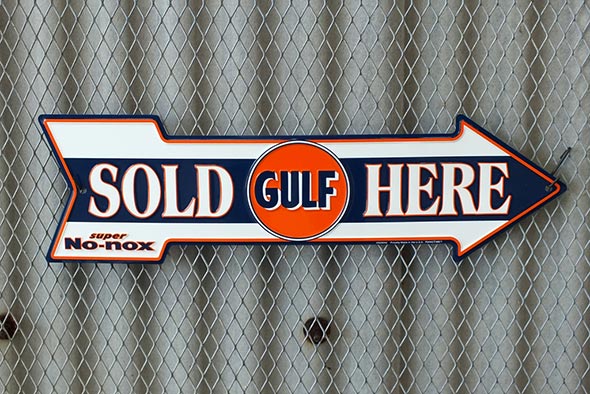 SOLD GULF HERE
super
No-nox